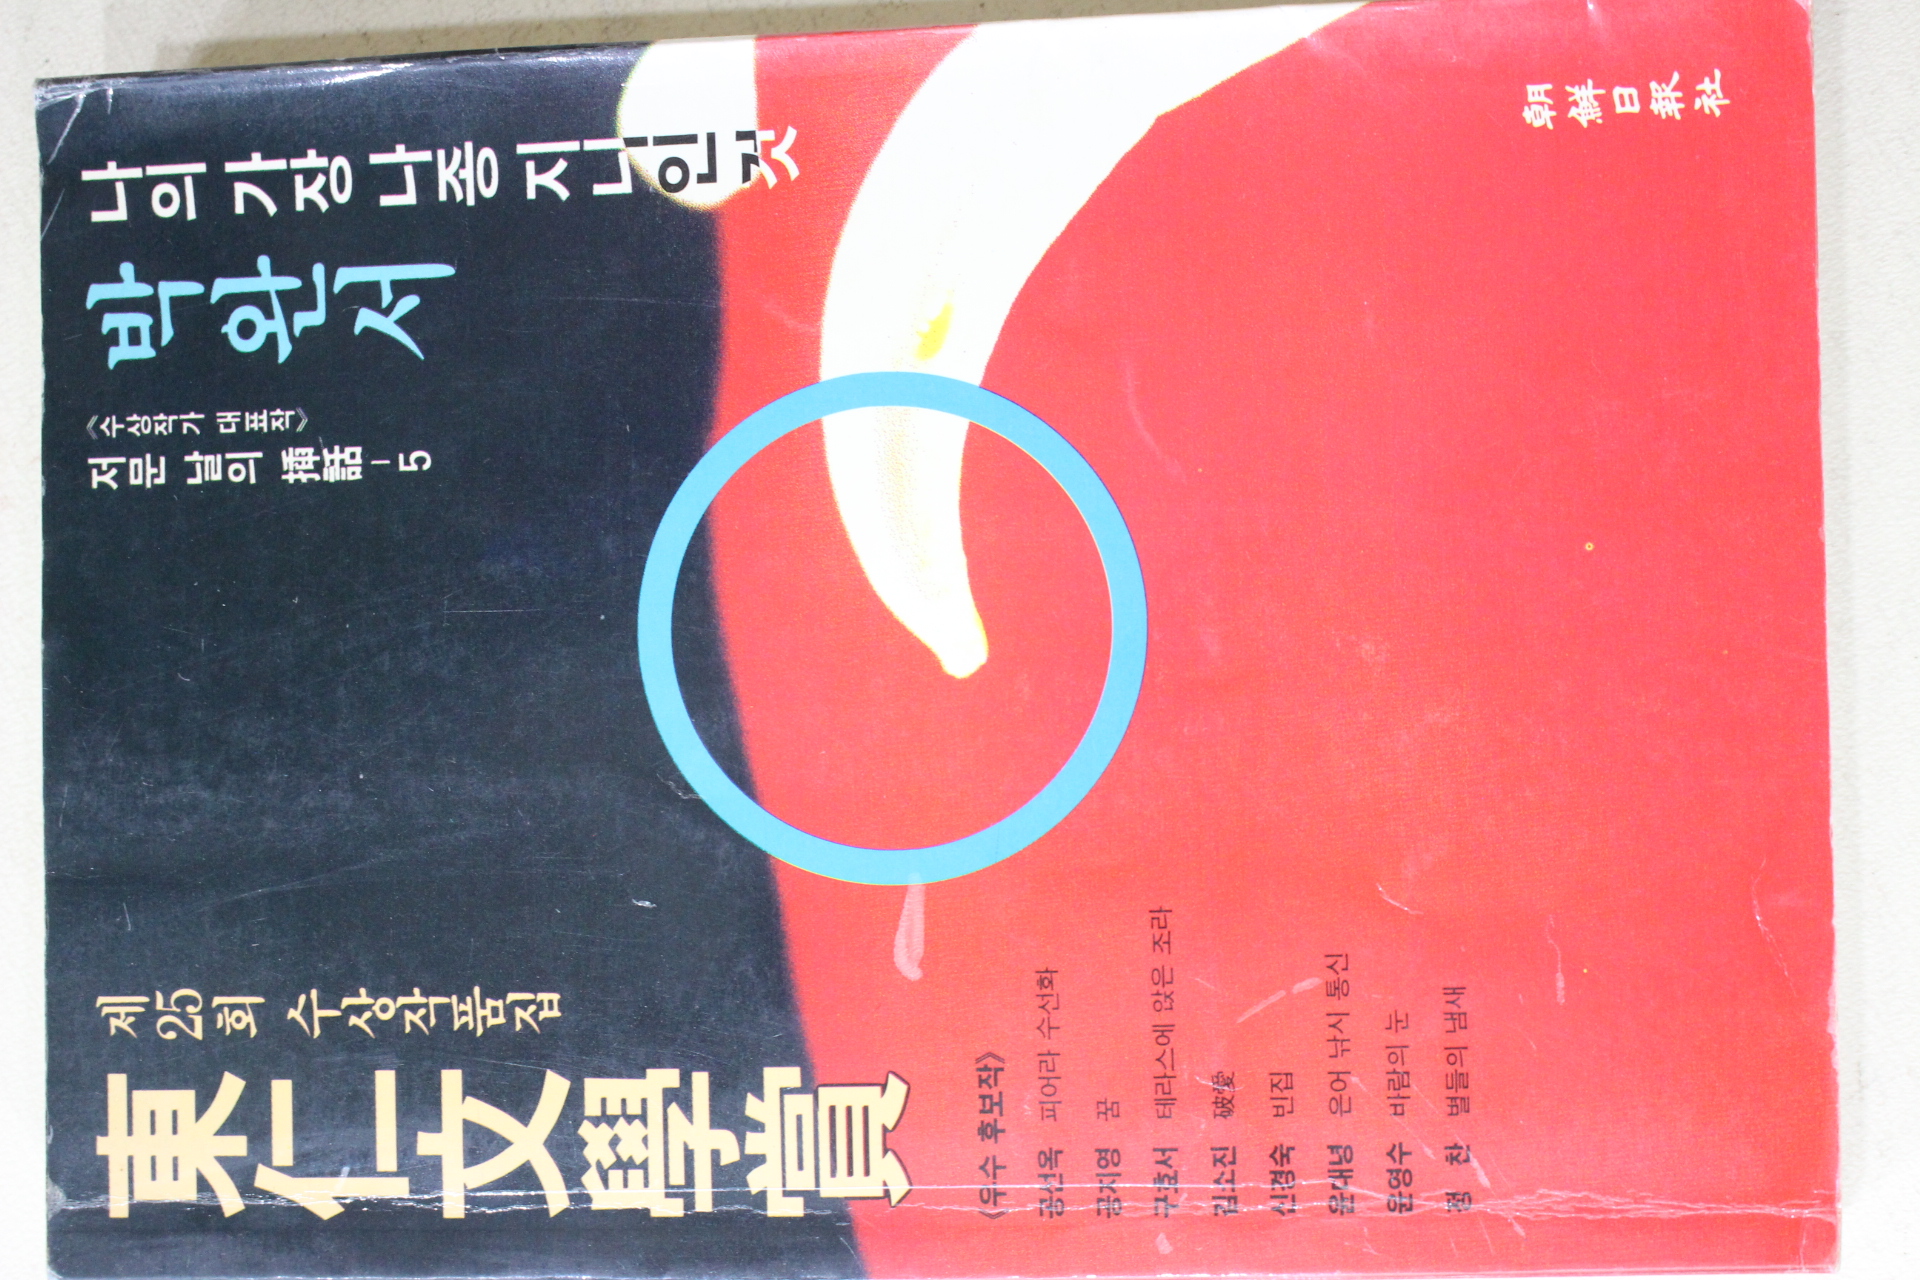 東仁文學賞
제25회 수상작품집
나의 가장 나종 지니인 것
박완서
《수상작가 대표작》
저문 날의 揷話-5
《우수 후보작》
공선옥 피어라 수선화
공지영 꿈
구효서 테라스에 앉은 조라
김소진 破愛
신경숙 빈집
윤대녕 은어 낚시 통신
윤영수 바람의 눈
정 찬 별들의 냄새
朝鮮日報社